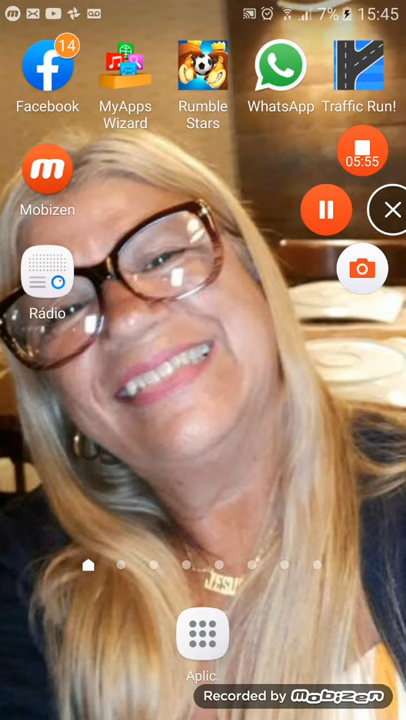 7% 15:45
14
Facebook
MyApps
Wizard
Rumble
Stars
WhatsApp
Traffic Run!
05:55
Mobizen
Rádio
JESUS
Aplic.
Recorded by mobizen